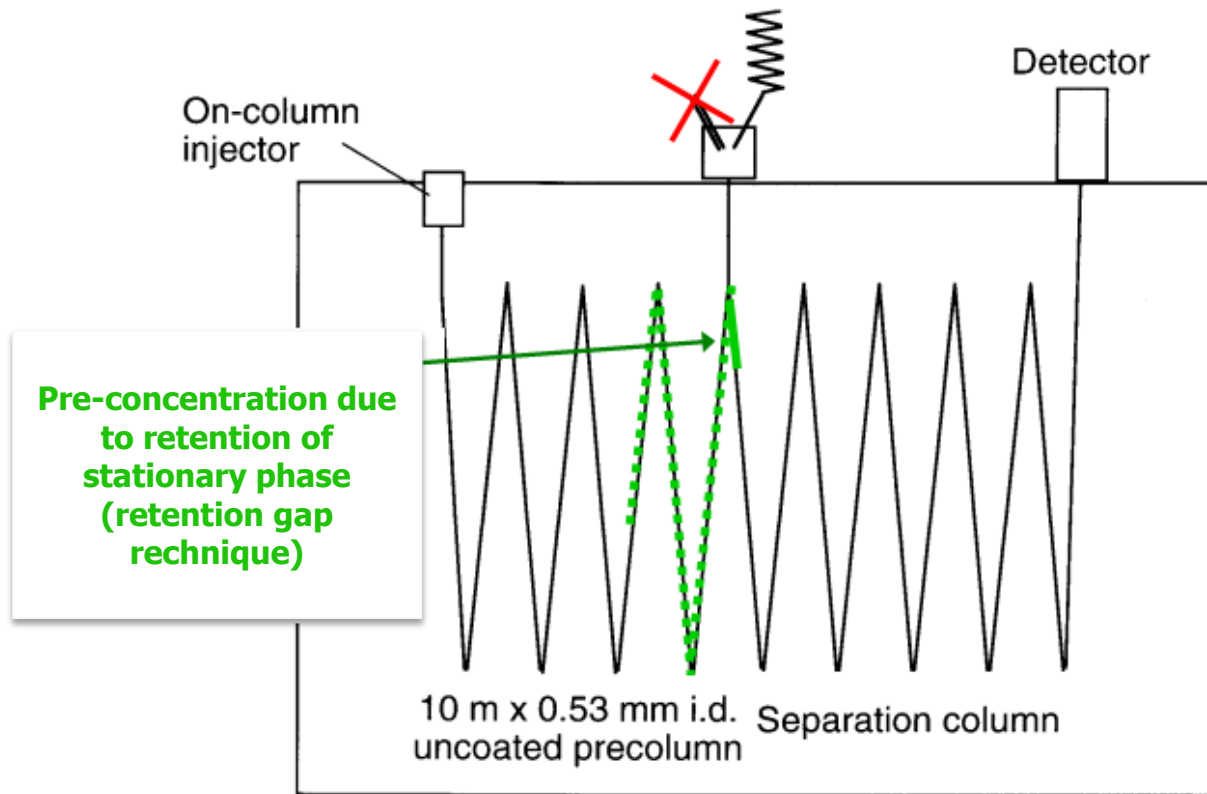 Detector
On-column
injector
Pre-concentration due
to retention of
stationary phase
(retention gap
rechnique)
10 m x 0.53 mm i.d.
uncoated precolumn
Separation column